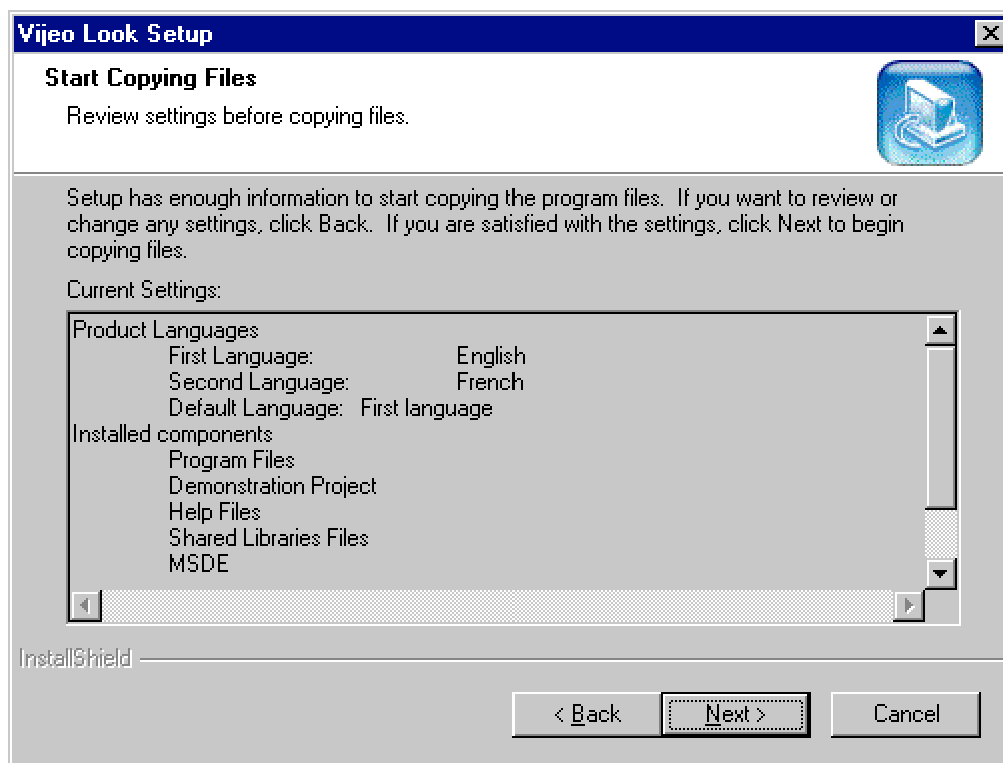 Vijeo Look Setup
Start Copying Files
Review settings before copying files.
Setup has enough information to start copying the program files.  If you want to review or
change any settings, click Back.  If you are satisfied with the settings, click Next to begin
copying files.
Current Settings:
Product Languages
First Language: English
Second Language: French
Default Language: First language
Installed components
Program Files
Demonstration Project
Help Files
Shared Libraries Files
MSDE
InstallShield
< Back Next > Cancel